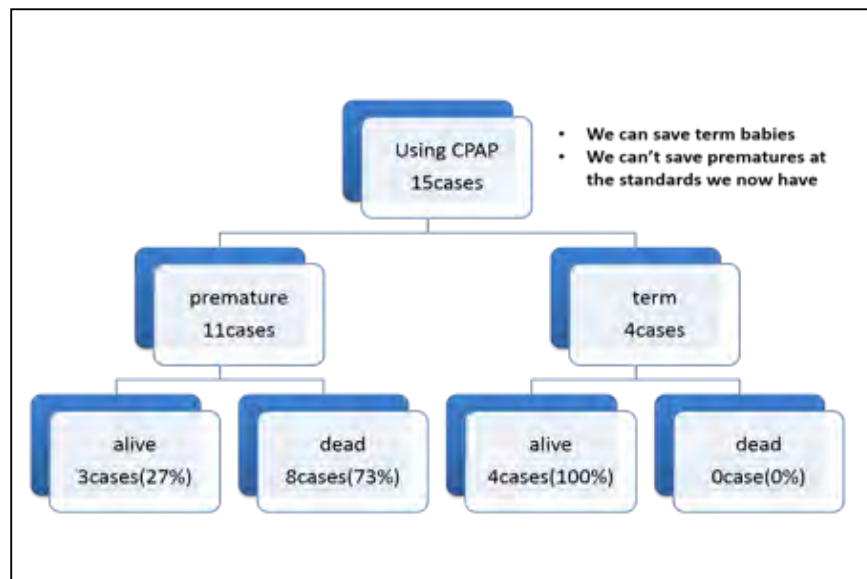 Using CPAP
15cases
• We can save term babies
• We can't save prematures at
the standards we now have
premature
11cases
term
4cases
alive
3cases(27%)
dead
8cases(73%)
alive
4cases(100%)
dead
0case(0%)